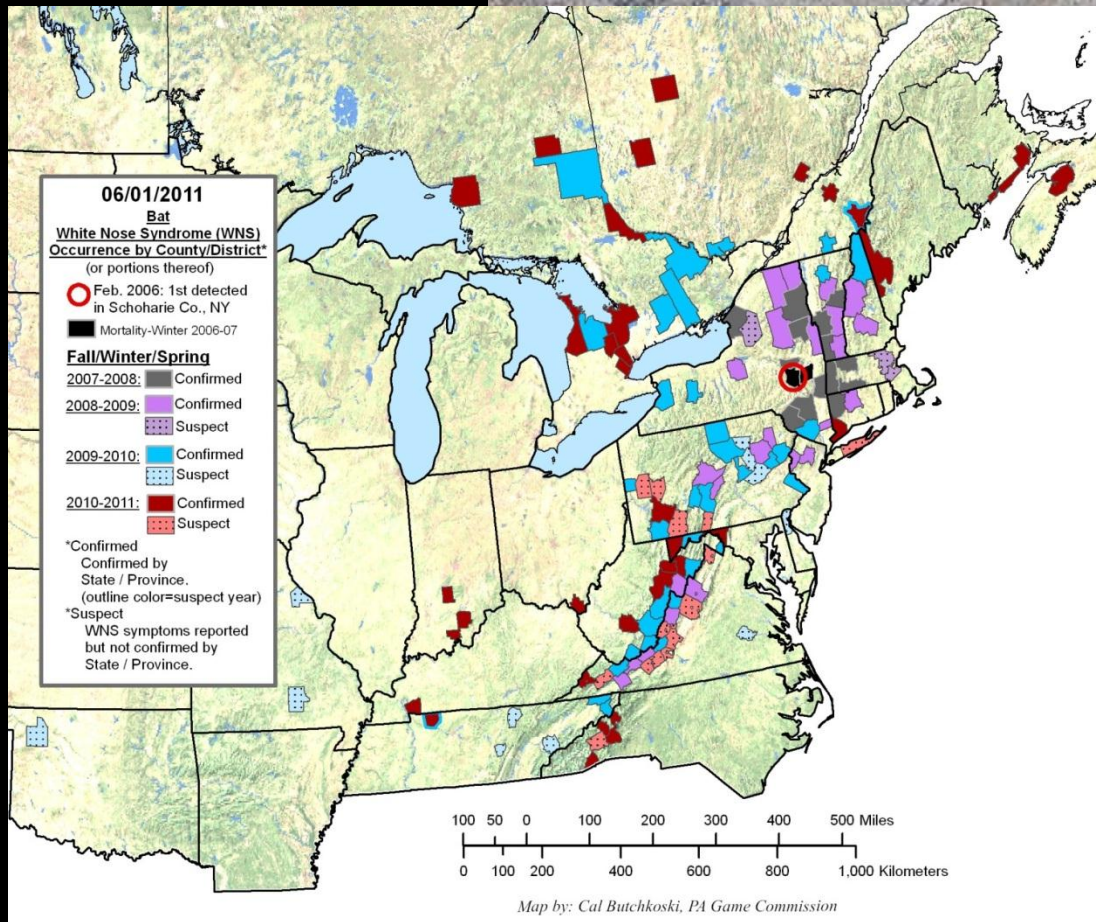 06/01/2011
Bat
White Nose Syndrome (WNS)
Occurrence by County/District*
(or portions thereof)
Feb. 2006: 1st detected
in Schoharie Co., NY
Mortality-Winter 2006-07
Fall/Winter/Spring
2007-2008: Confirmed
2008-2009: Confirmed
Suspect
2009-2010: Confirmed
Suspect
2010-2011: Confirmed
Suspect
*Confirmed
Confirmed by
State / Province.
(outline color=suspect year)
*Suspect
WNS symptoms reported
but not confirmed by
State / Province.
100 50 0 100 200 300 400 500 Miles
0 100 200 400 600 800 1,000 Kilometers
Map by: Cal Butchkoski, PA Game Commission